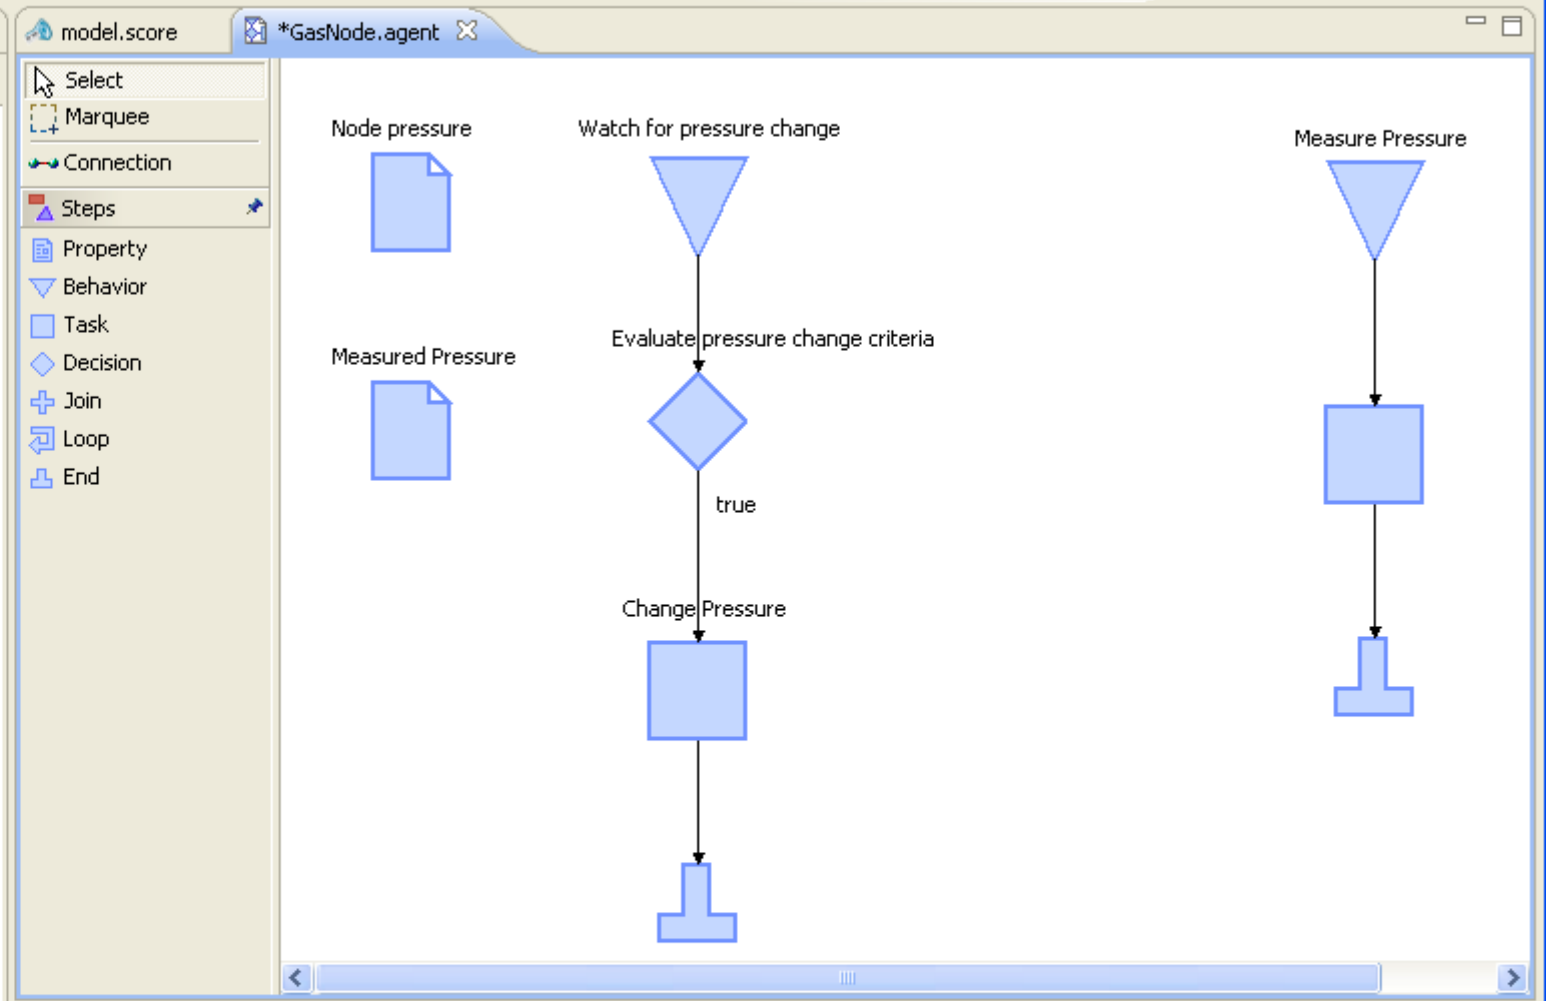 model.score
*GasNode.agent
Select
Marquee
Connection
Steps
Property
Behavior
Task
Decision
Join
Loop
End
Node pressure
Watch for pressure change
Measure Pressure
Evaluate pressure change criteria
Measured Pressure
true
Change Pressure